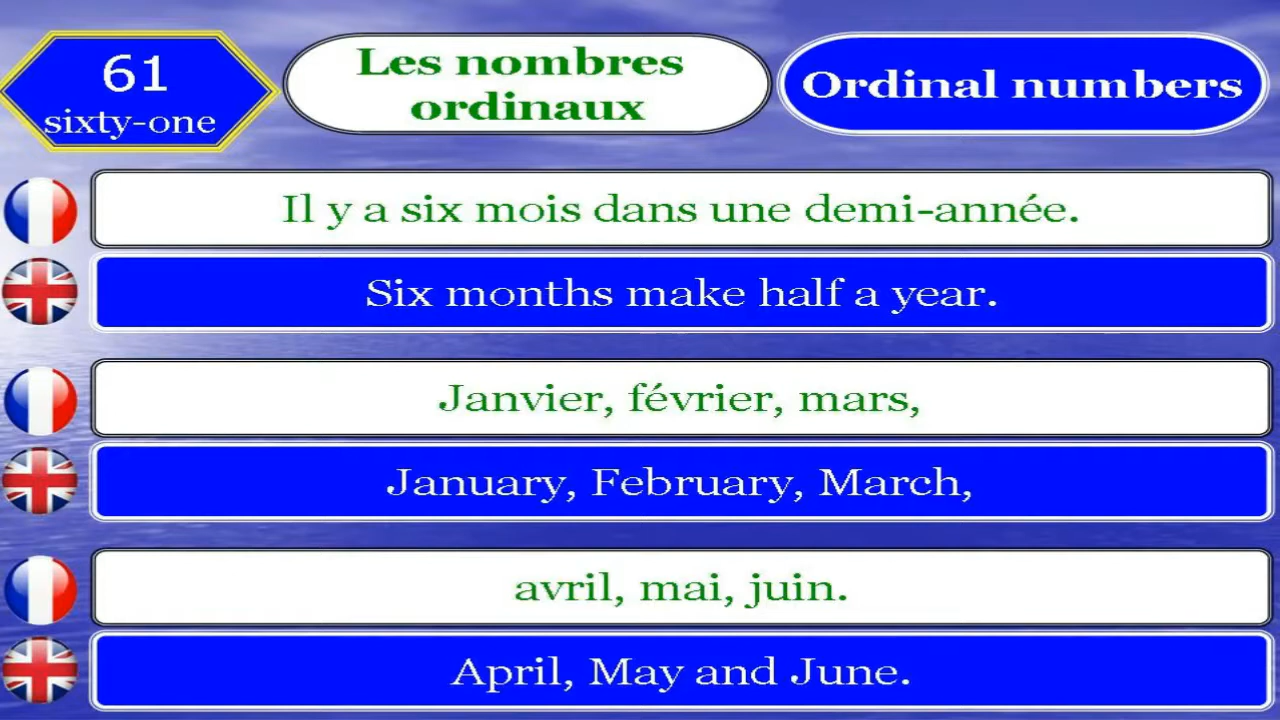 61
sixty-one
Les nombres
ordinaux
Ordinal numbers
Il y a six mois dans une demi-année.
Six months make half a year.
Janvier, février, mars,
January, February, March,
avril, mai, juin.
April, May and June.